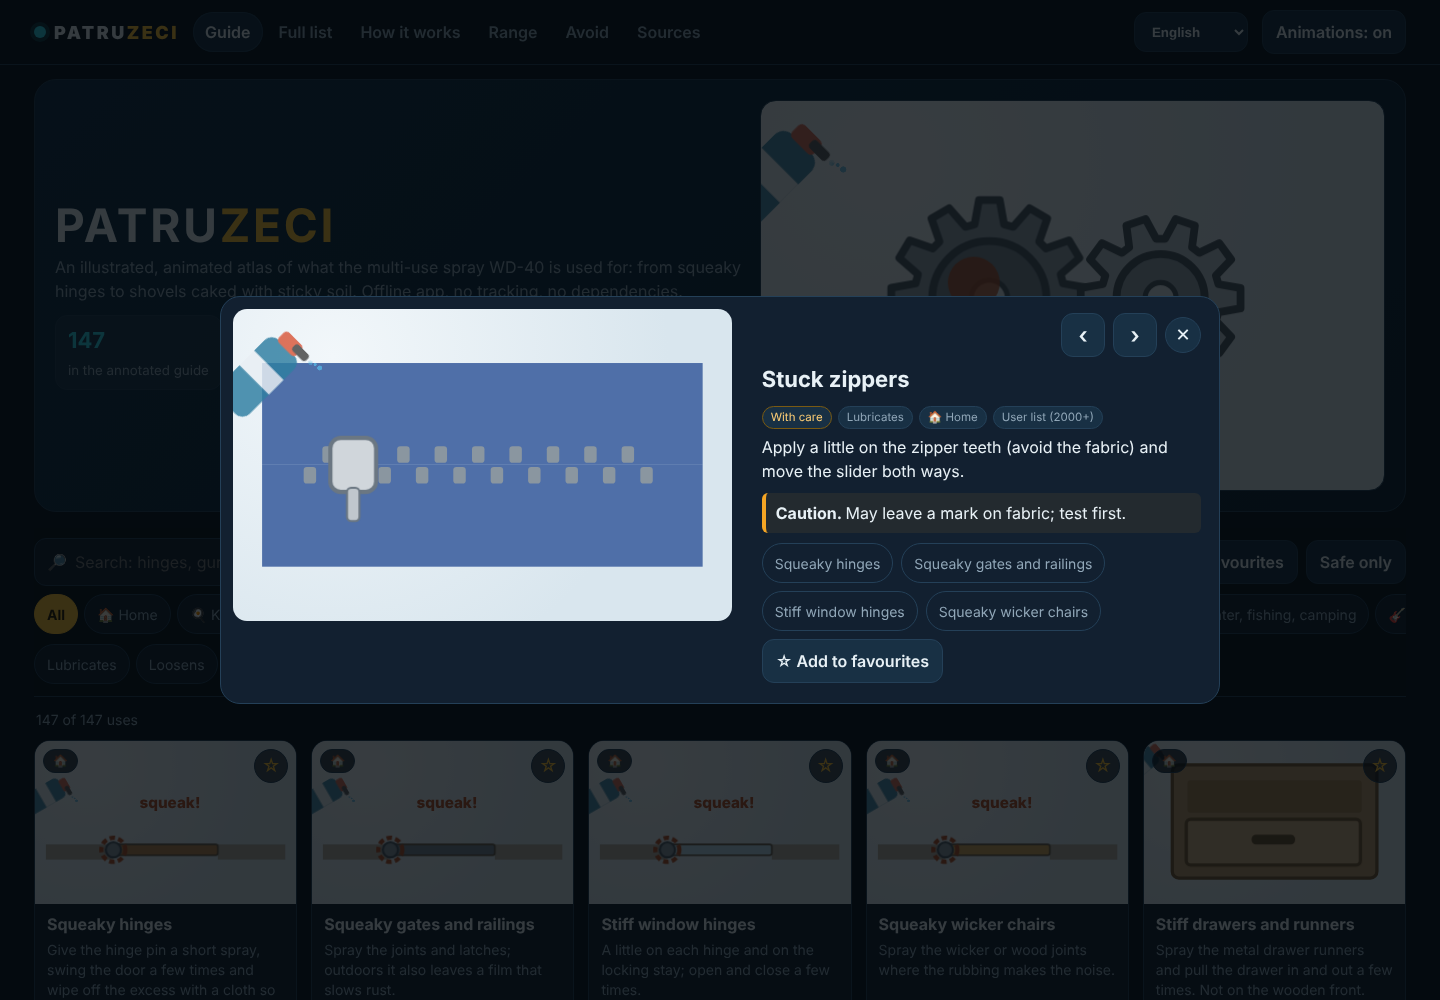 PATRUZECI
Guide
Full list
How it works
Range
Avoid
Sources
English
Animations: on
PATRUZECI
An illustrated, animated atlas of what the multi-use spray WD-40 is used for: from squeaky
hinges to shovels caked with sticky soil. Offline app, no tracking, no dependencies.
147
in the annotated guide
‹
›
✕
Stuck zippers
With care
Lubricates
🏠 Home
User list (2000+)
Apply a little on the zipper teeth (avoid the fabric) and
move the slider both ways.
Caution. May leave a mark on fabric; test first.
Squeaky hinges
Squeaky gates and railings
Stiff window hinges
Squeaky wicker chairs
☆ Add to favourites
🔎 Search: hinges,
Safe only
All
🏠 Home
fishing, camping
Lubricates
Loosens
147 of 147 uses
squeak!
squeak!
squeak!
squeak!
Squeaky hinges
Give the hinge pin a short spray,
swing the door a few times and
wipe off the excess with a cloth so
Squeaky gates and railings
Spray the joints and latches;
outdoors it also leaves a film that
slows rust.
Stiff window hinges
A little on each hinge and on the
locking stay; open and close a few
times.
Squeaky wicker chairs
Spray the wicker or wood joints
where the rubbing makes the noise.
Stiff drawers and runners
Spray the metal drawer runners
and pull the drawer in and out a few
times. Not on the wooden front.